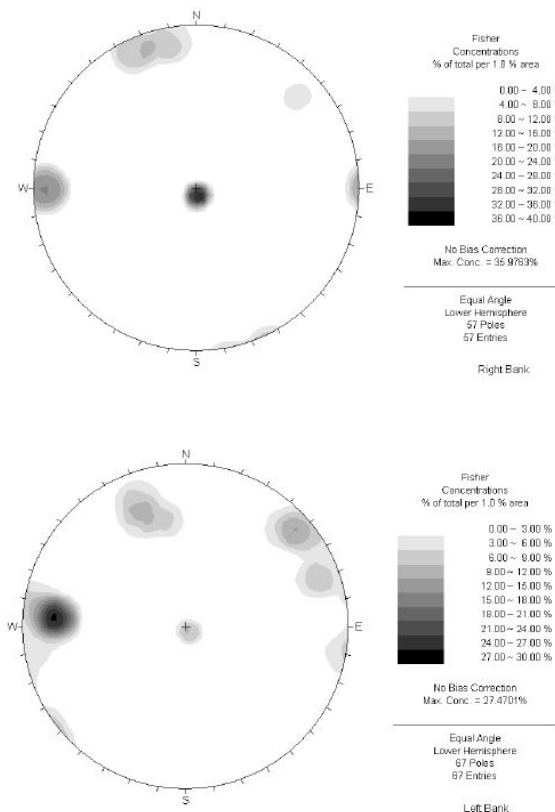 N
W
E
S
Fisher
Concentrations
% of total per 1.0 % area
0.00 ~ 4.00
4.00 ~ 8.00
8.00 ~ 12.00
12.00 ~ 16.00
16.00 ~ 20.00
20.00 ~ 24.00
24.00 ~ 28.00
28.00 ~ 32.00
32.00 ~ 36.00
36.00 ~ 40.00
No Bias Correction
Max. Conc. = 35.9763%
Equal Angle
Lower Hemisphere
57 Poles
57 Entries
Right Bank
N
W
E
S
Fisher
Concentrations
% of total per 1.0 % area
0.00 ~ 3.00 %
3.00 ~ 6.00 %
6.00 ~ 9.00 %
9.00 ~ 12.00 %
12.00 ~ 15.00 %
15.00 ~ 18.00 %
18.00 ~ 21.00 %
21.00 ~ 24.00 %
24.00 ~ 27.00 %
27.00 ~ 30.00 %
No Bias Correction
Max. Conc. = 27.4701%
Equal Angle
Lower Hemisphere
67 Poles
67 Entries
Left Bank